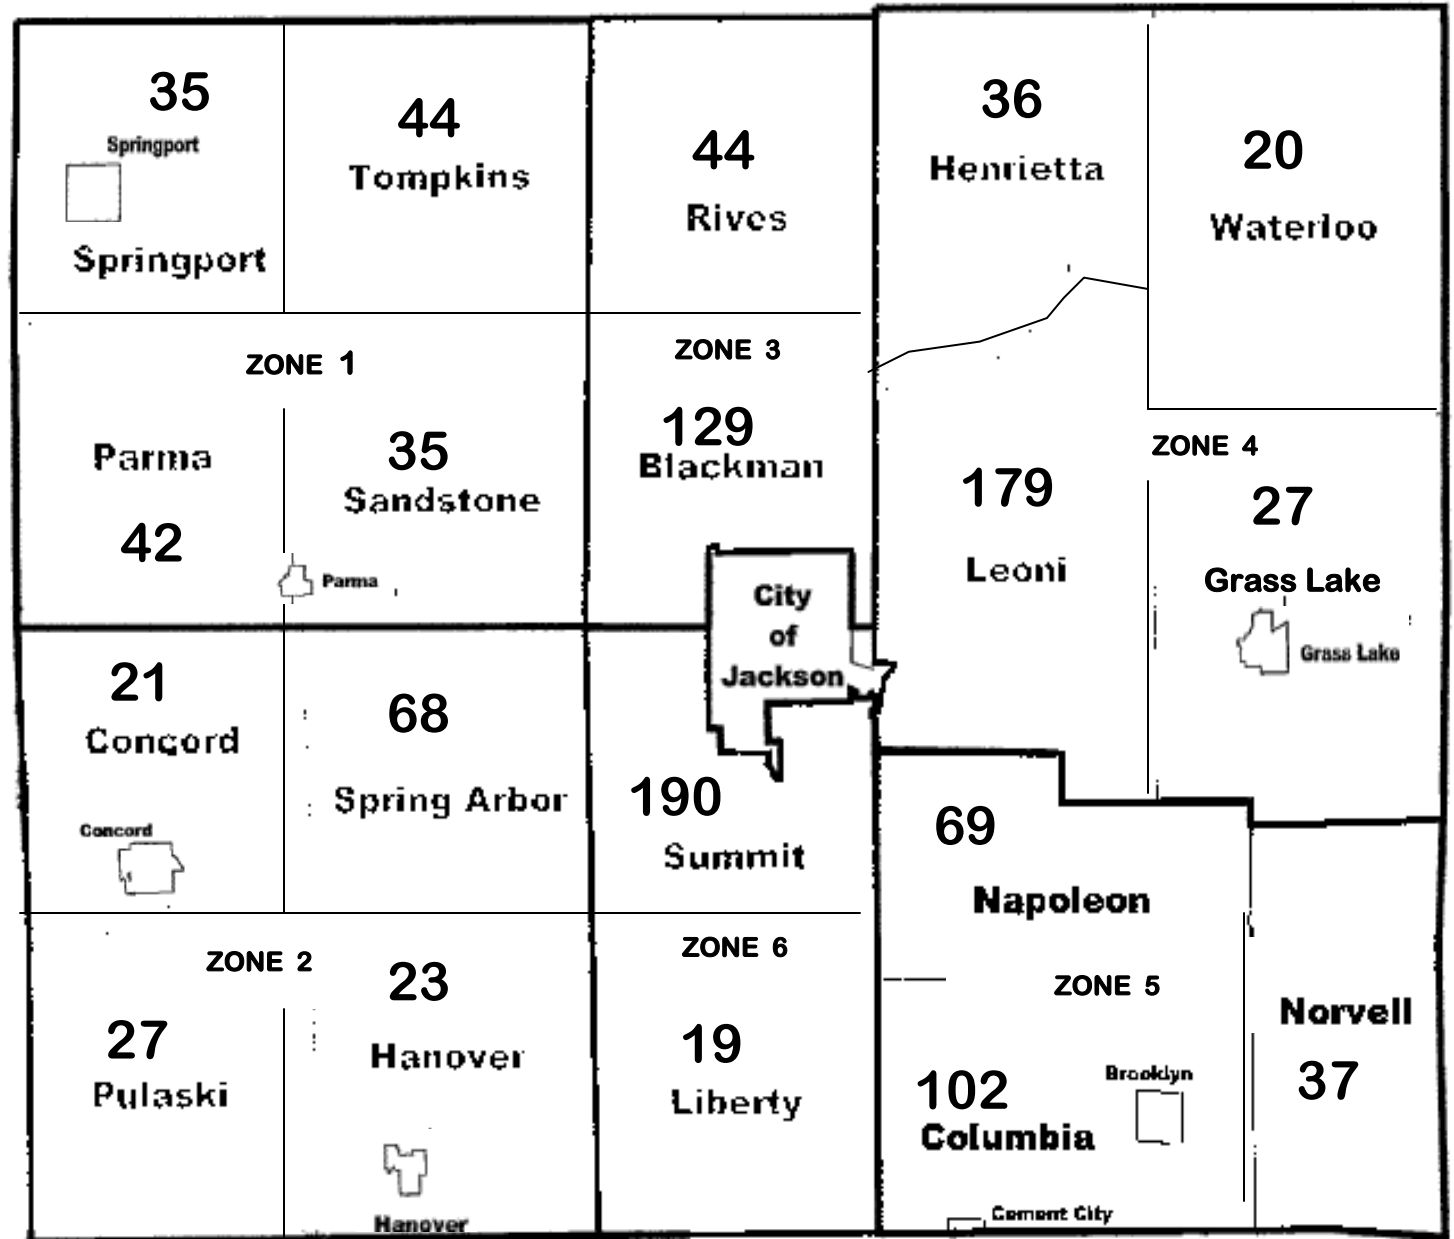 35
Springport
Springport
44
Tompkins
44
Rives
36
Henrietta
20
Waterloo
ZONE 1
Parma
42
35
Sandstone
Parma
ZONE 3
129
Blackman
City
of
Jackson
179
Leoni
ZONE 4
27
Grass Lake
Grass Lake
21
Concord
Concord
68
Spring Arbor
190
Summit
69
Napoleon
ZONE 2
27
Pulaski
23
Hanover
Hanover
ZONE 6
19
Liberty
ZONE 5
102
Columbia
Brooklyn
Cement City
Norvell
37